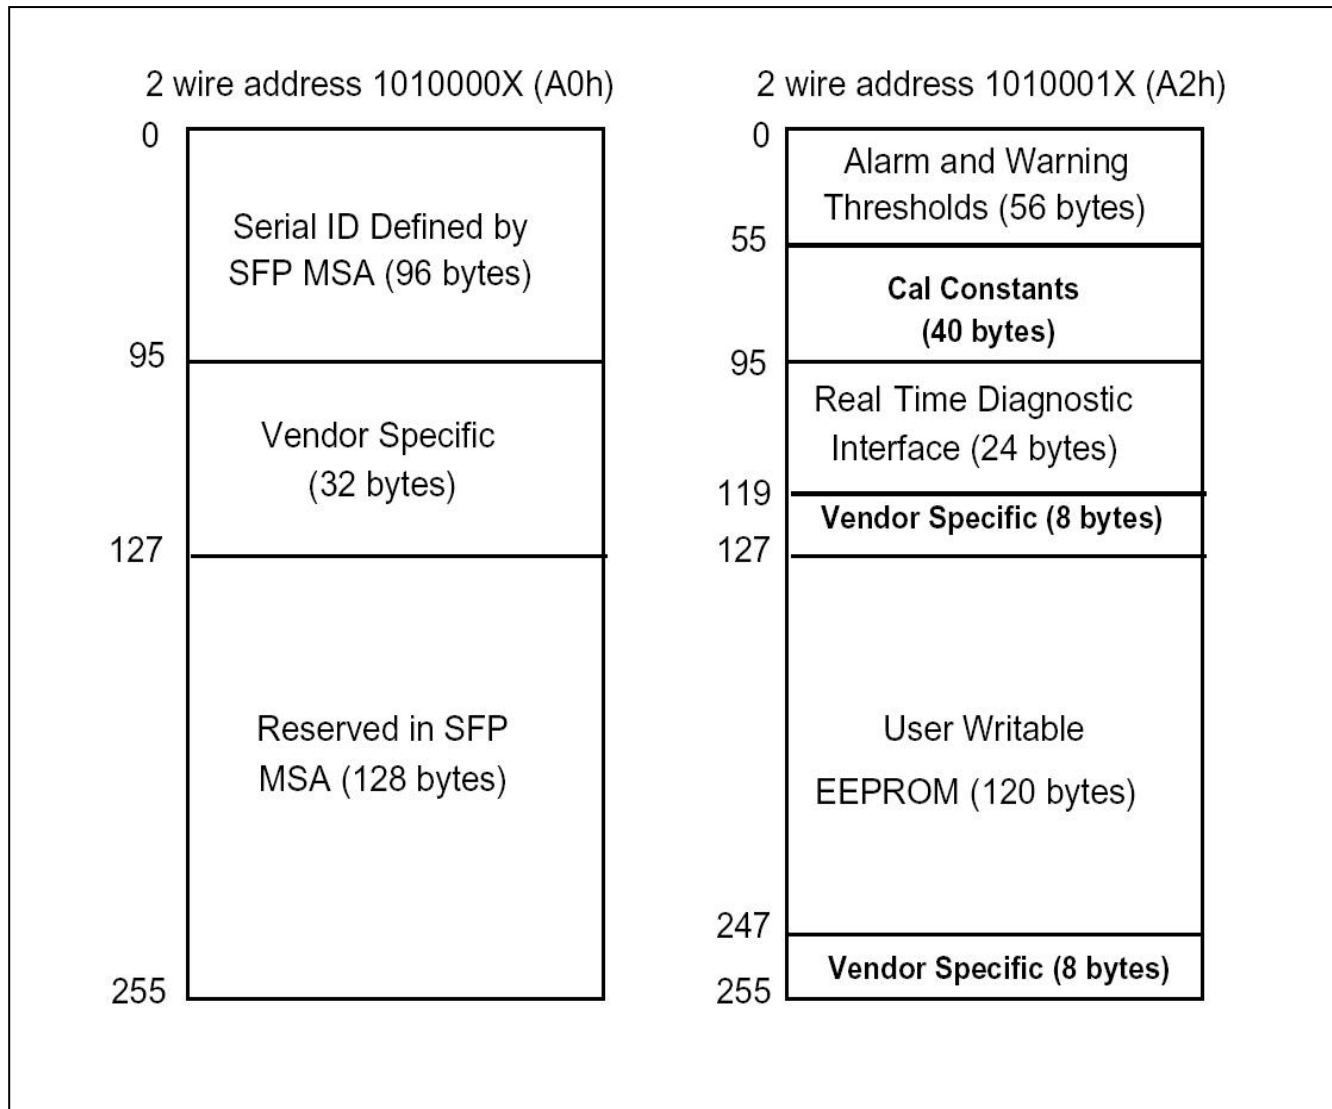 2 wire address 1010000X (A0h)
0
Serial ID Defined by
SFP MSA (96 bytes)
95
Vendor Specific
(32 bytes)
127
Reserved in SFP
MSA (128 bytes)
255
2 wire address 1010001X (A2h)
0
Alarm and Warning
Thresholds (56 bytes)
55
Cal Constants
(40 bytes)
95
Real Time Diagnostic
Interface (24 bytes)
119
Vendor Specific (8 bytes)
127
User Writable
EEPROM (120 bytes)
247
Vendor Specific (8 bytes)
255